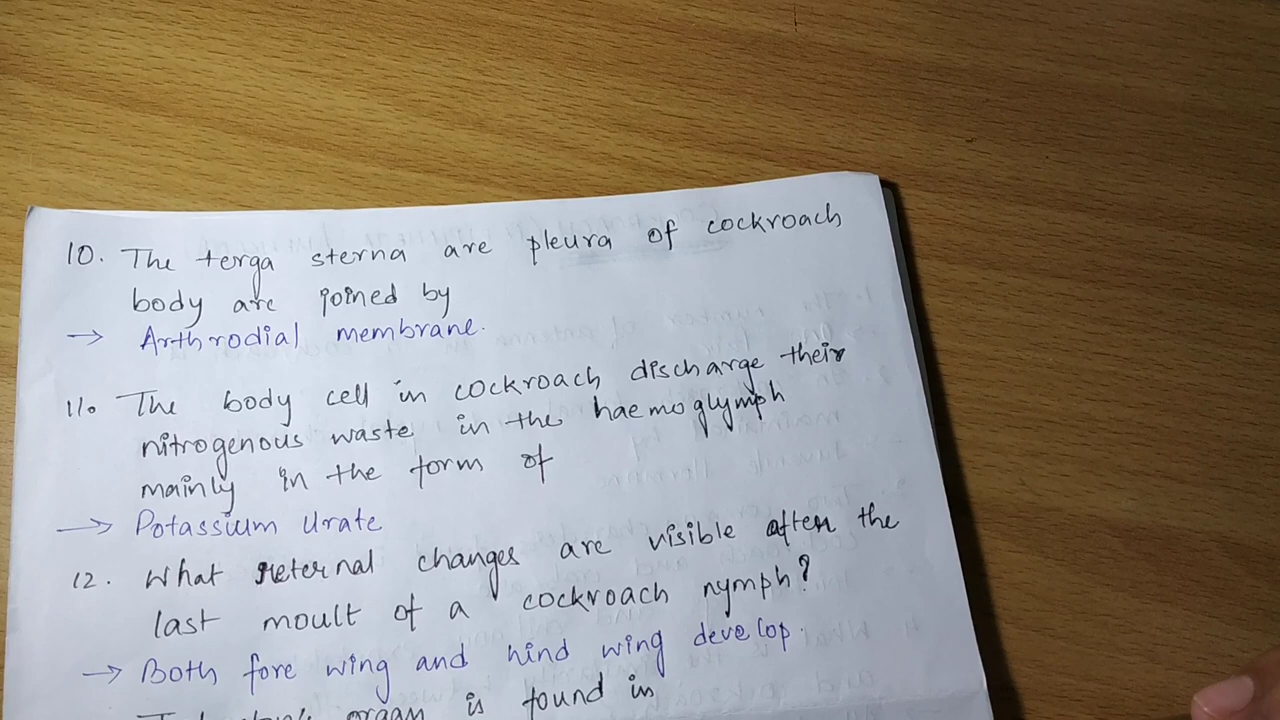 10. The terga sterna are pleura of cockroach
body are joined by
→ Arthrodial membrane.
11. The body cell in cockroach discharge their
nitrogenous waste in the haemoglymph
mainly in the form of
→ Potassium Urate
12. What changes are visible after the
last moult of a cockroach nymph?
→ Both fore wing and hind wing develop.
organ is found in